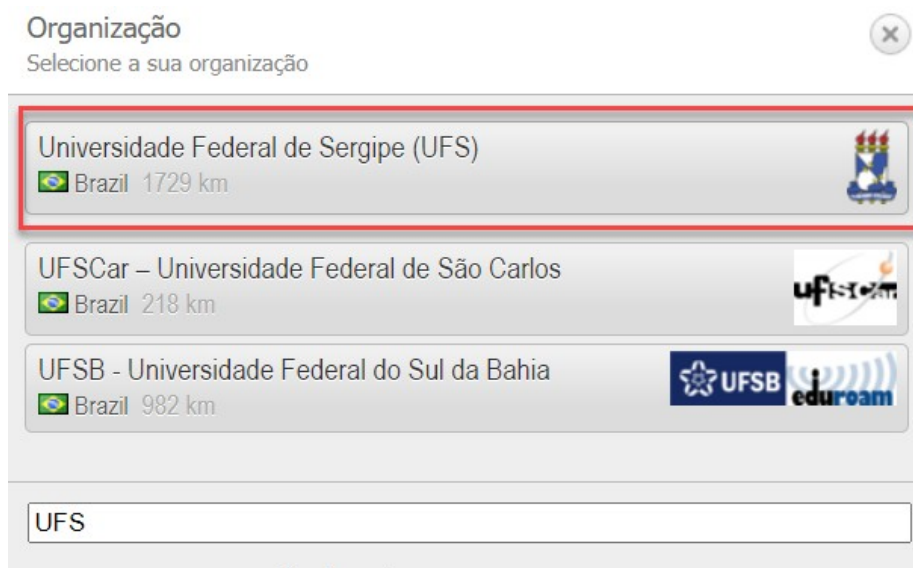 Organização
Selecione a sua organização
Universidade Federal de Sergipe (UFS)
Brazil 1729 km
UFSCar – Universidade Federal de São Carlos
ufscar
Brazil 218 km
UFSB - Universidade Federal do Sul da Bahia
UFSB eduroam
Brazil 982 km
UFS